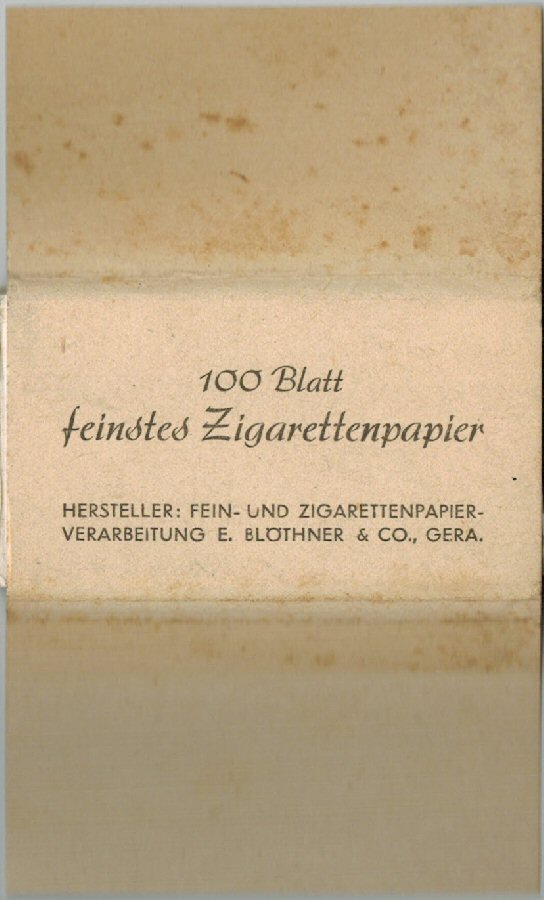 100 Blatt
feinstes Zigarettenpapier
HERSTELLER: FEIN- UND ZIGARETTENPAPIER-
VERARBEITUNG E. BLÖTHNER & CO., GERA.